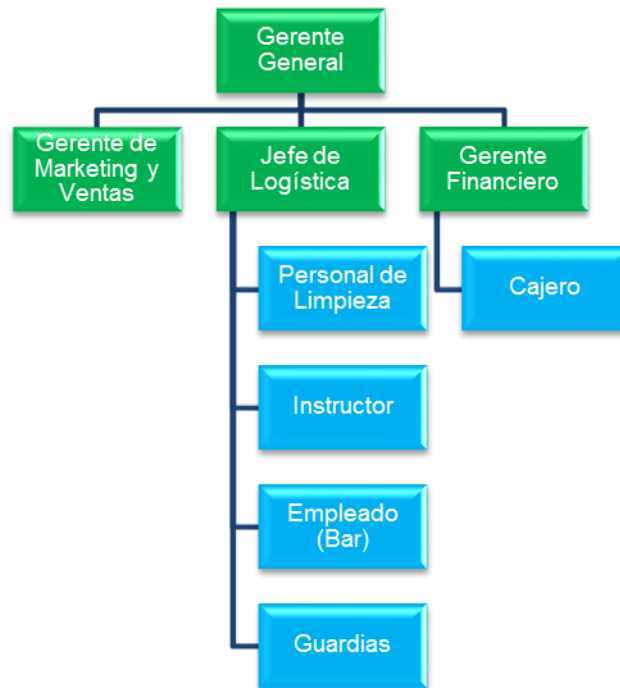 Gerente
General
Gerente de
Marketing y
Ventas
Jefe de
Logística
Gerente
Financiero
Personal de
Limpieza
Cajero
Instructor
Empleado
(Bar)
Guardias